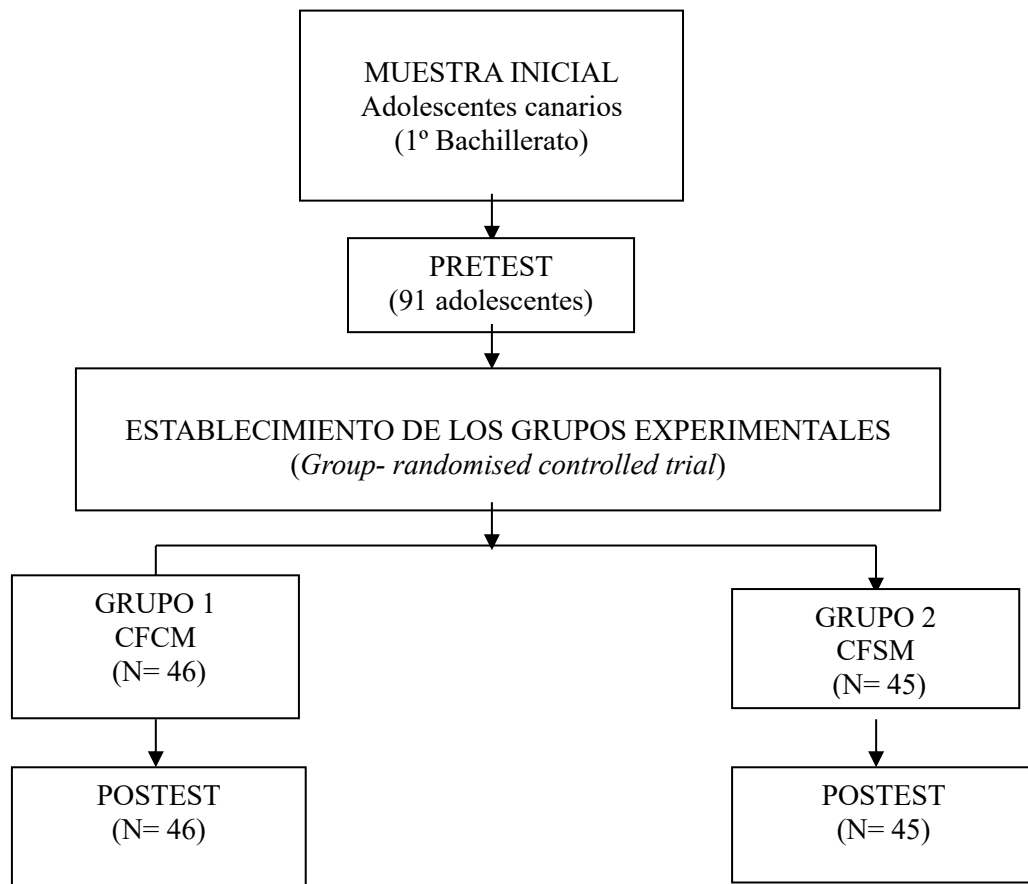 MUESTRA INICIAL
Adolescentes canarios
(1º Bachillerato)
PRETEST
(91 adolescentes)
ESTABLECIMIENTO DE LOS GRUPOS EXPERIMENTALES
(Group- randomised controlled trial)
GRUPO 1
CFCM
(N= 46)
GRUPO 2
CFSM
(N= 45)
POSTEST
(N= 46)
POSTEST
(N= 45)